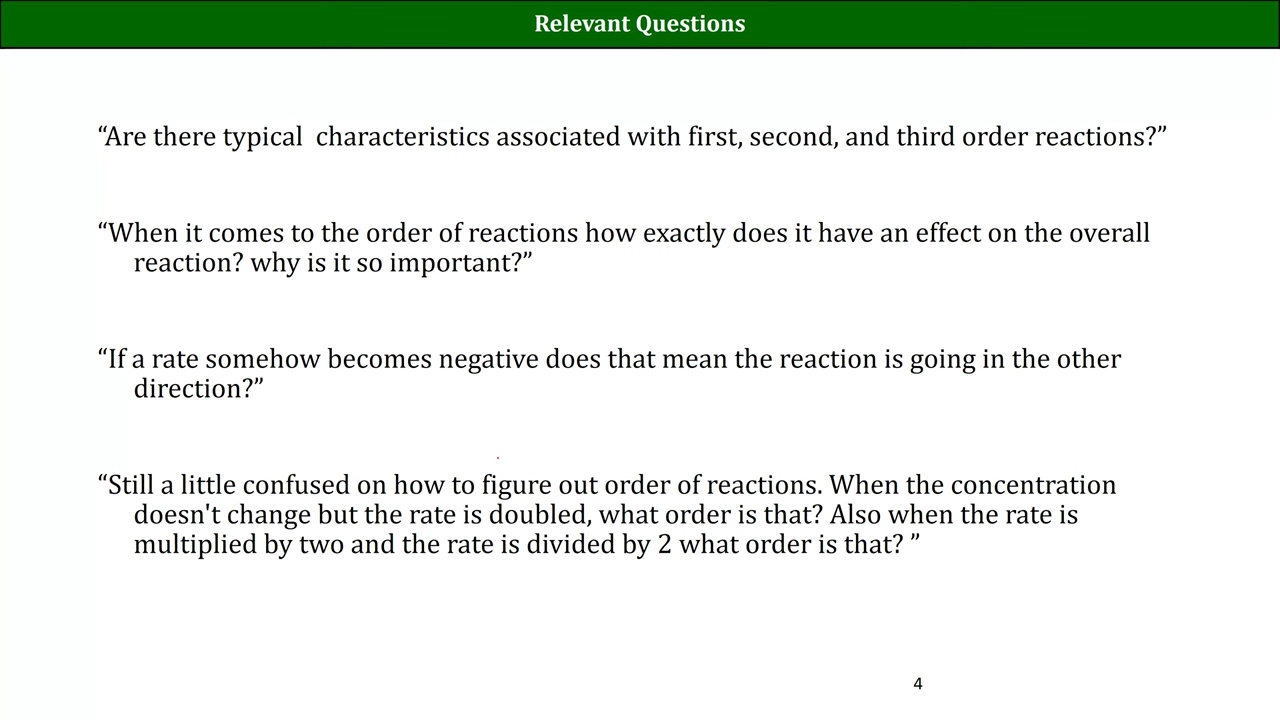 Relevant Questions
“Are there typical  characteristics associated with first, second, and third order reactions?”
“When it comes to the order of reactions how exactly does it have an effect on the overall
reaction? why is it so important?”
“If a rate somehow becomes negative does that mean the reaction is going in the other
direction?”
“Still a little confused on how to figure out order of reactions. When the concentration
doesn't change but the rate is doubled, what order is that? Also when the rate is
multiplied by two and the rate is divided by 2 what order is that? ”
4